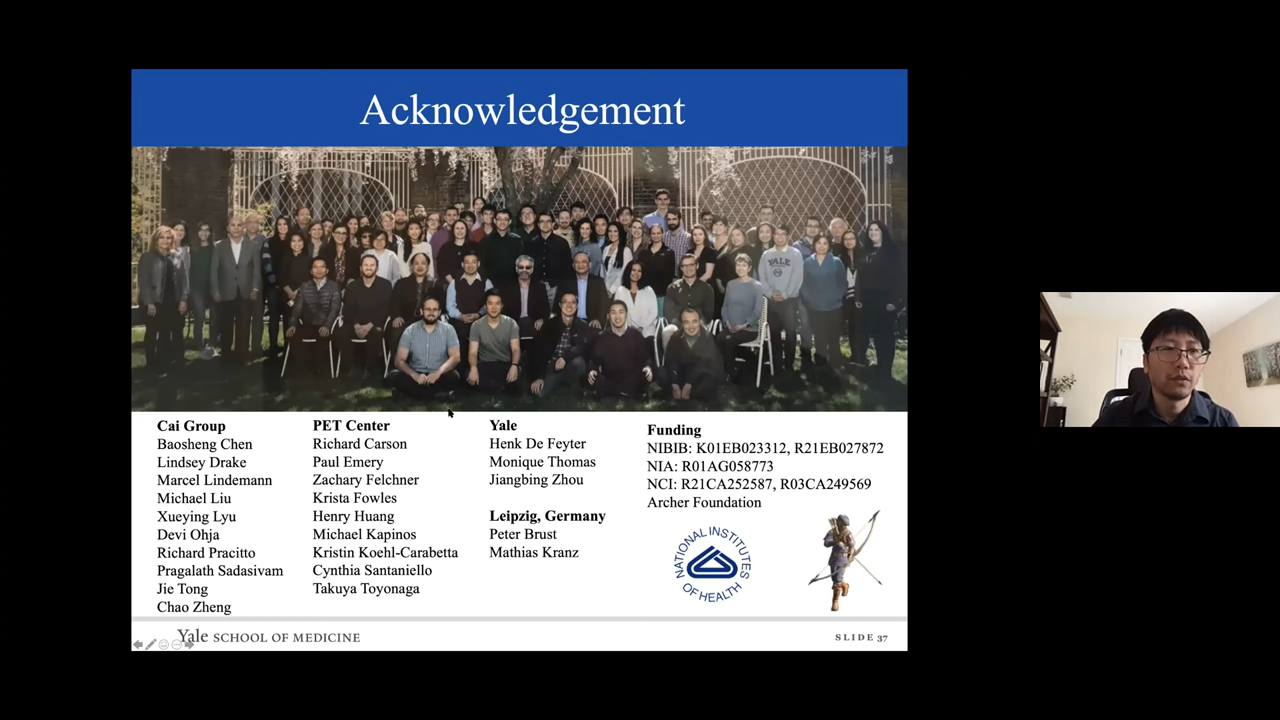 Acknowledgement
YALE
Cai Group
Baosheng Chen
Lindsey Drake
Marcel Lindemann
Michael Liu
Xueying Lyu
Devi Ohja
Richard Pracitto
Pragalath Sadasivam
Jie Tong
Chao Zheng
PET Center
Richard Carson
Paul Emery
Zachary Felchner
Krista Fowles
Henry Huang
Michael Kapinos
Kristin Koehl-Carabetta
Cynthia Santaniello
Takuya Toyonaga
Yale
Henk De Feyter
Monique Thomas
Jiangbing Zhou
Leipzig, Germany
Peter Brust
Mathias Kranz
Funding
NIBIB: K01EB023312, R21EB027872
NIA: R01AG058773
NCI: R21CA252587, R03CA249569
Archer Foundation
NATIONAL INSTITUTES
OF HEALTH
Yale SCHOOL OF MEDICINE
SLIDE 37